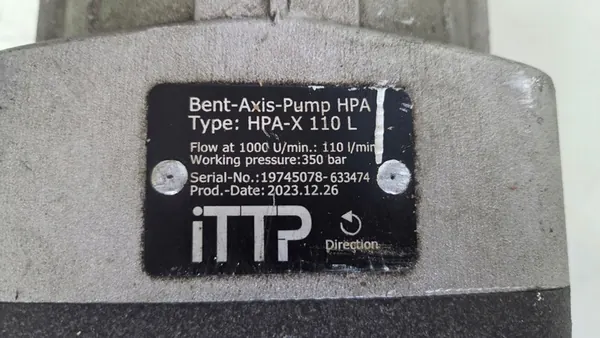 Bent-Axis-Pump HPA
Type: HPA-X 110 L
Flow at 1000 U/min.: 110 l/min
Working pressure:350 bar
Serial-No.: 19745078-633474
Prod.-Date: 2023.12.26
iTTP
Direction